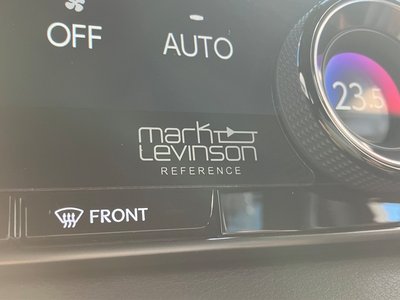 OFF
AUTO
23.5
mark
Levinson
REFERENCE
FRONT